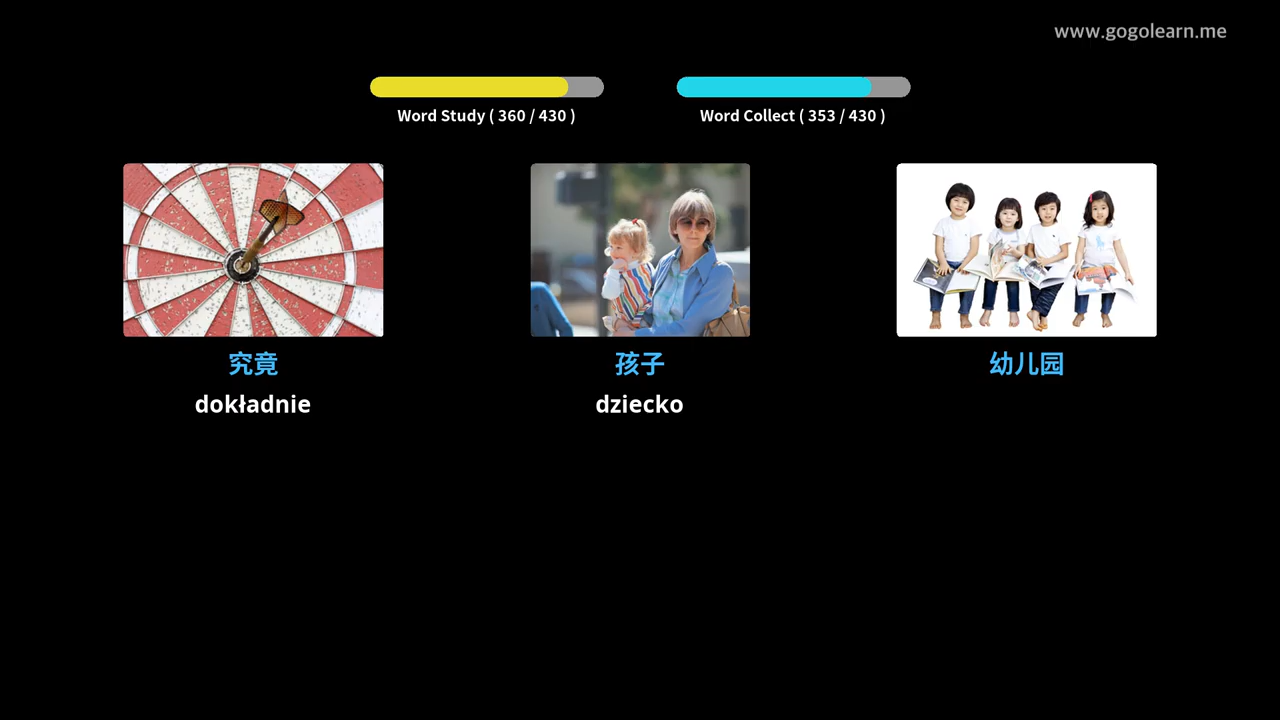 www.gogolearn.me
Word Study ( 360 / 430 )
Word Collect ( 353 / 430 )
究竟
孩子
幼儿园
dokładnie
dziecko